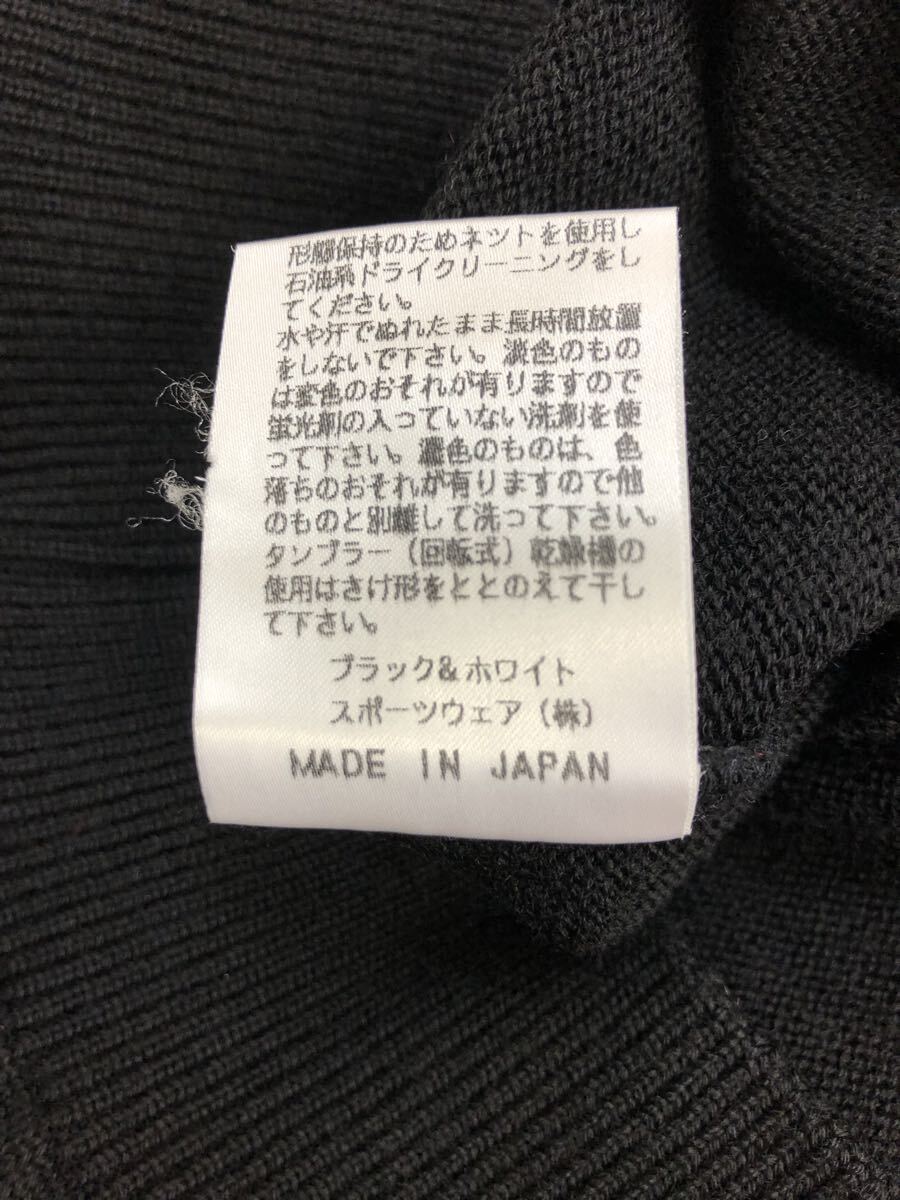 形態保持のためネットを使用し
石油系ドライクリーニングをし
てください。
水や汗でぬれたまま長時間放置
をしないで下さい。淡色のもの
は変色のおそれが有りますので
蛍光剤の入っていない洗剤を使
って下さい。濃色のものは、色
落ちのおそれが有りますので他
のものと別離して洗って下さい。
タンブラー（回転式）乾燥機の
使用はさけ形をととのえて干し
て下さい。
ブラック&ホワイト
スポーツウェア（株）
MADE IN JAPAN